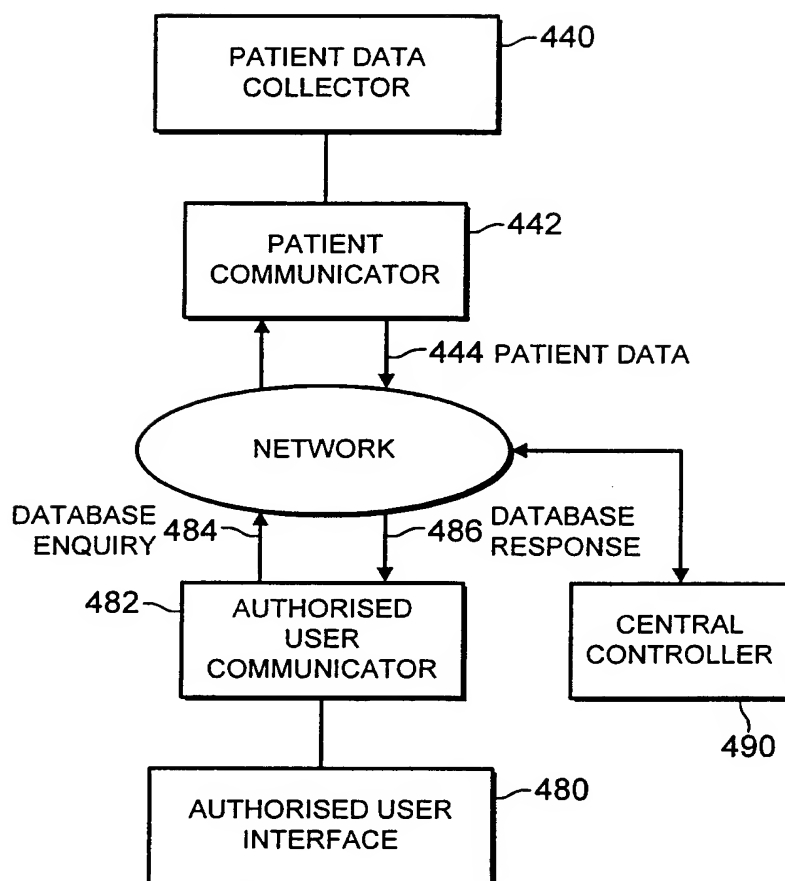 PATIENT DATA
COLLECTOR
440
PATIENT
COMMUNICATOR
442
444 PATIENT DATA
NETWORK
DATABASE
ENQUIRY 484
486 DATABASE
RESPONSE
482
AUTHORISED
USER
COMMUNICATOR
CENTRAL
CONTROLLER
490
AUTHORISED USER
INTERFACE
480